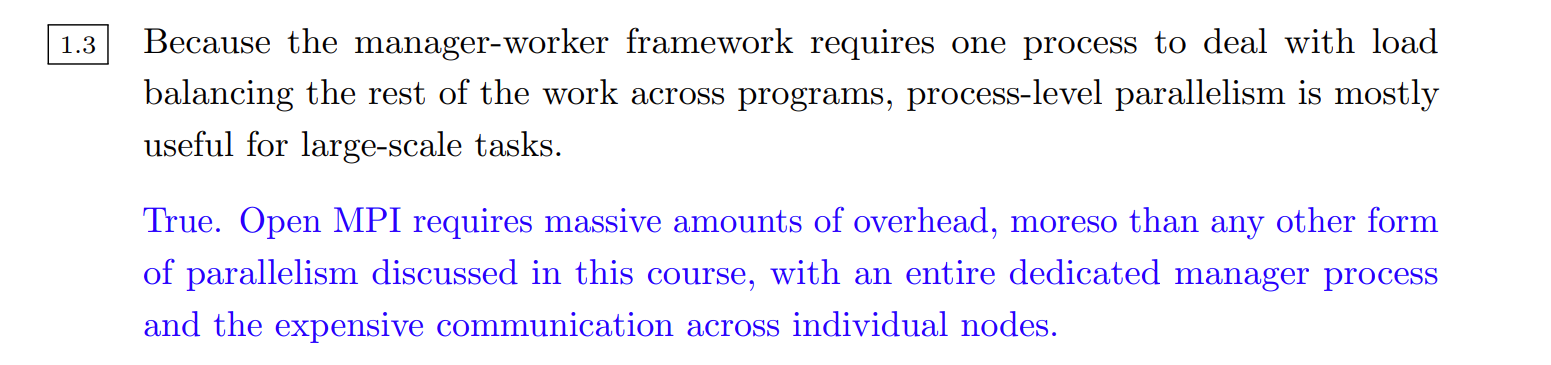 1.3 Because the manager-worker framework requires one process to deal with load
balancing the rest of the work across programs, process-level parallelism is mostly
useful for large-scale tasks.
True. Open MPI requires massive amounts of overhead, moreso than any other form
of parallelism discussed in this course, with an entire dedicated manager process
and the expensive communication across individual nodes.